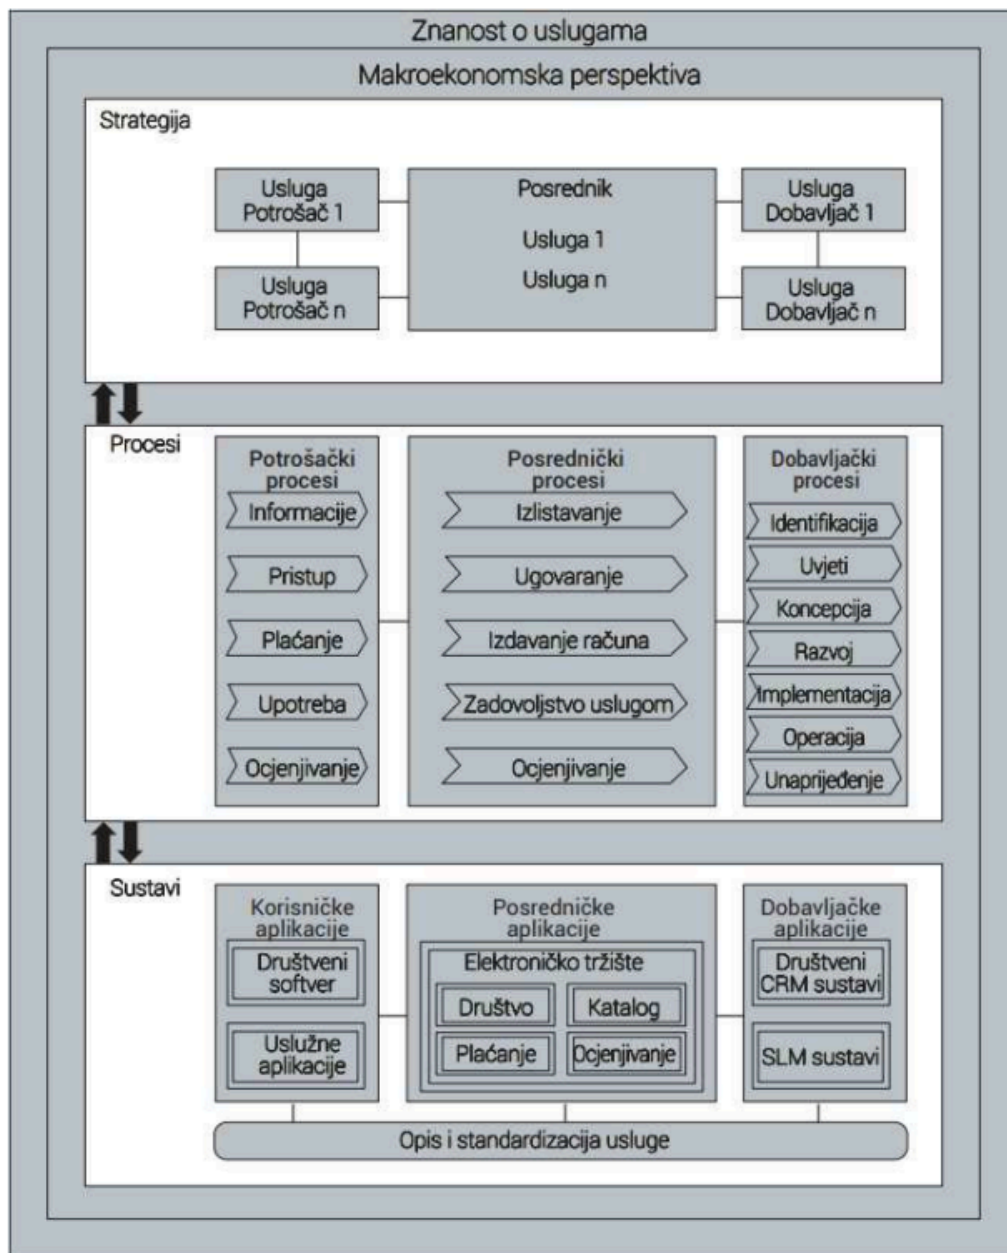 Znanost o uslugama
Makroekonomska perspektiva
Strategija
Usluga
Potrošač 1
Usluga
Potrošač n
Posrednik
Usluga 1
Usluga n
Usluga
Dobavljač 1
Usluga
Dobavljač n
Procesi
Potrošački
procesi
Informacije
Pristup
Plaćanje
Upotreba
Ocjenjivanje
Posrednički
procesi
Izlistavanje
Ugovaranje
Izdavanje računa
Zadovoljstvo uslugom
Ocjenjivanje
Dobavljački
procesi
Identifikacija
Uvjeti
Koncepcija
Razvoj
Implementacija
Operacija
Unaprijeđenje
Sustavi
Korisničke
aplikacije
Društveni
softver
Uslužne
aplikacije
Posredničke
aplikacije
Elektroničko tržište
Društvo
Katalog
Plaćanje
Ocjenjivanje
Dobavljačke
aplikacije
Društveni
CRM sustavi
SLM sustavi
Opis i standardizacija usluge